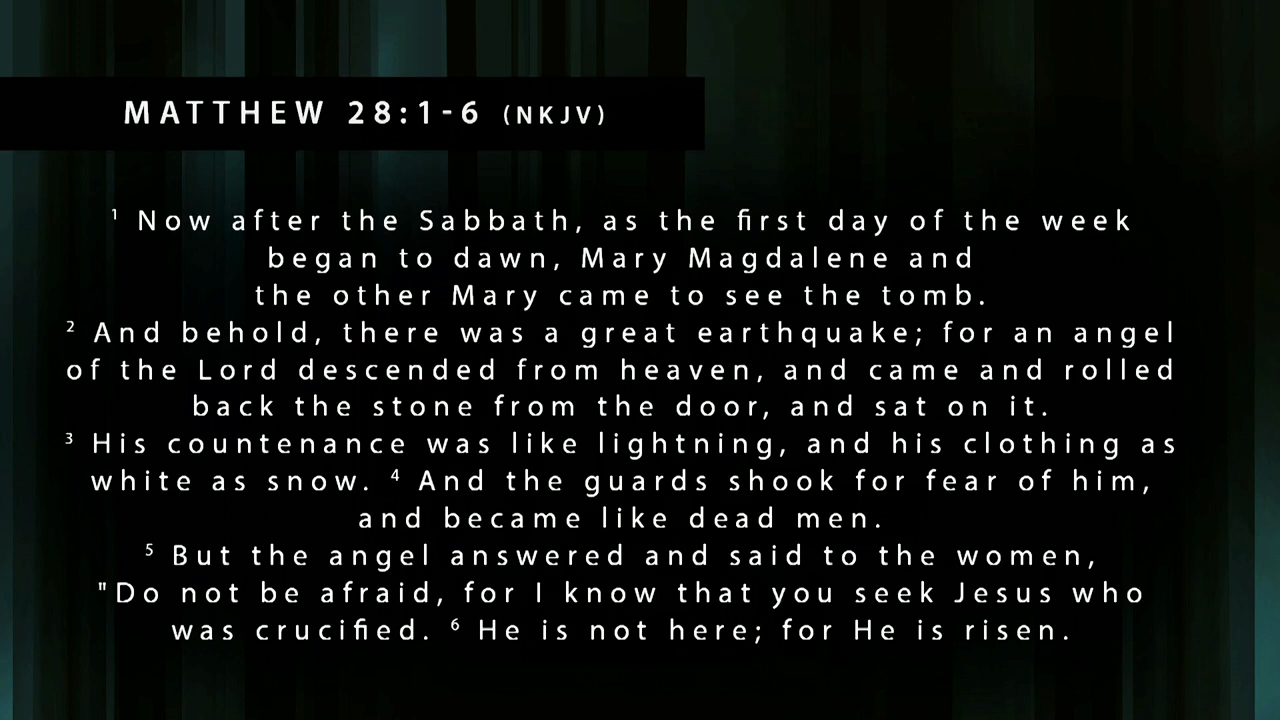 MATTHEW 28:1-6 (NKJV)
¹ Now after the Sabbath, as the first day of the week
began to dawn, Mary Magdalene and
the other Mary came to see the tomb.
² And behold, there was a great earthquake; for an angel
of the Lord descended from heaven, and came and rolled
back the stone from the door, and sat on it.
³ His countenance was like lightning, and his clothing as
white as snow. ⁴ And the guards shook for fear of him,
and became like dead men.
⁵ But the angel answered and said to the women,
"Do not be afraid, for I know that you seek Jesus who
was crucified. ⁶ He is not here; for He is risen.